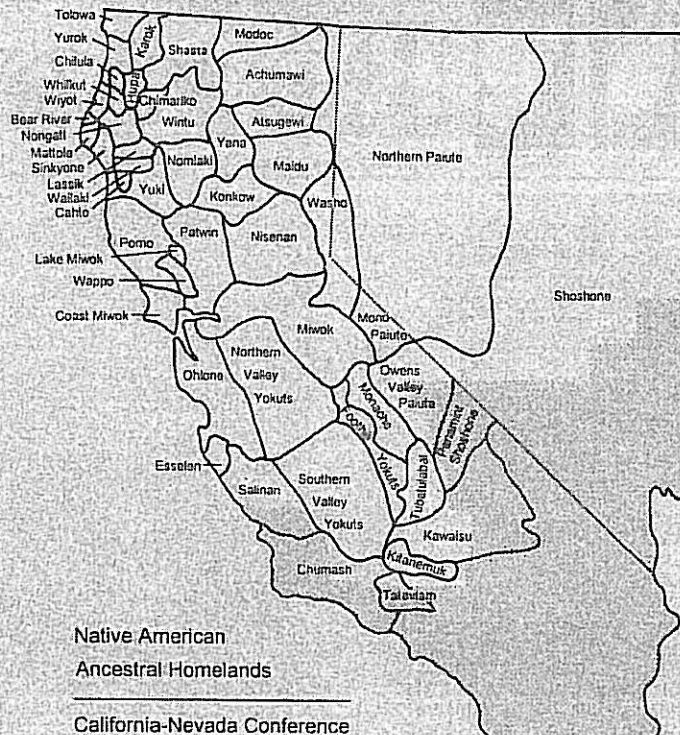 Tolowa
Yurok
Chilula
Whilkut
Wiyot
Bear River
Nongatl
Mattole
Sinkyone
Lassik
Wailaki
Cahto
Karok
Hupa
Shasta
Modoc
Achumawi
Chimariko
Wintu
Atsugewi
Yana
Nomlaki
Maidu
Yuki
Konkow
Washo
Northern Paiute
Pomo
Patwin
Nisenan
Lake Miwok
Wappo
Coast Miwok
Shoshone
Miwok
Mono
Paiute
Ohlone
Northern
Valley
Yokuts
Owens
Valley
Paiute
Monache
Foothill
Yokuts
Panamint
Shoshone
Tubatulabal
Esselen
Salinan
Southern
Valley
Yokuts
Kawaisu
Kitanemuk
Chumash
Tataviam
Native American
Ancestral Homelands
California-Nevada Conference